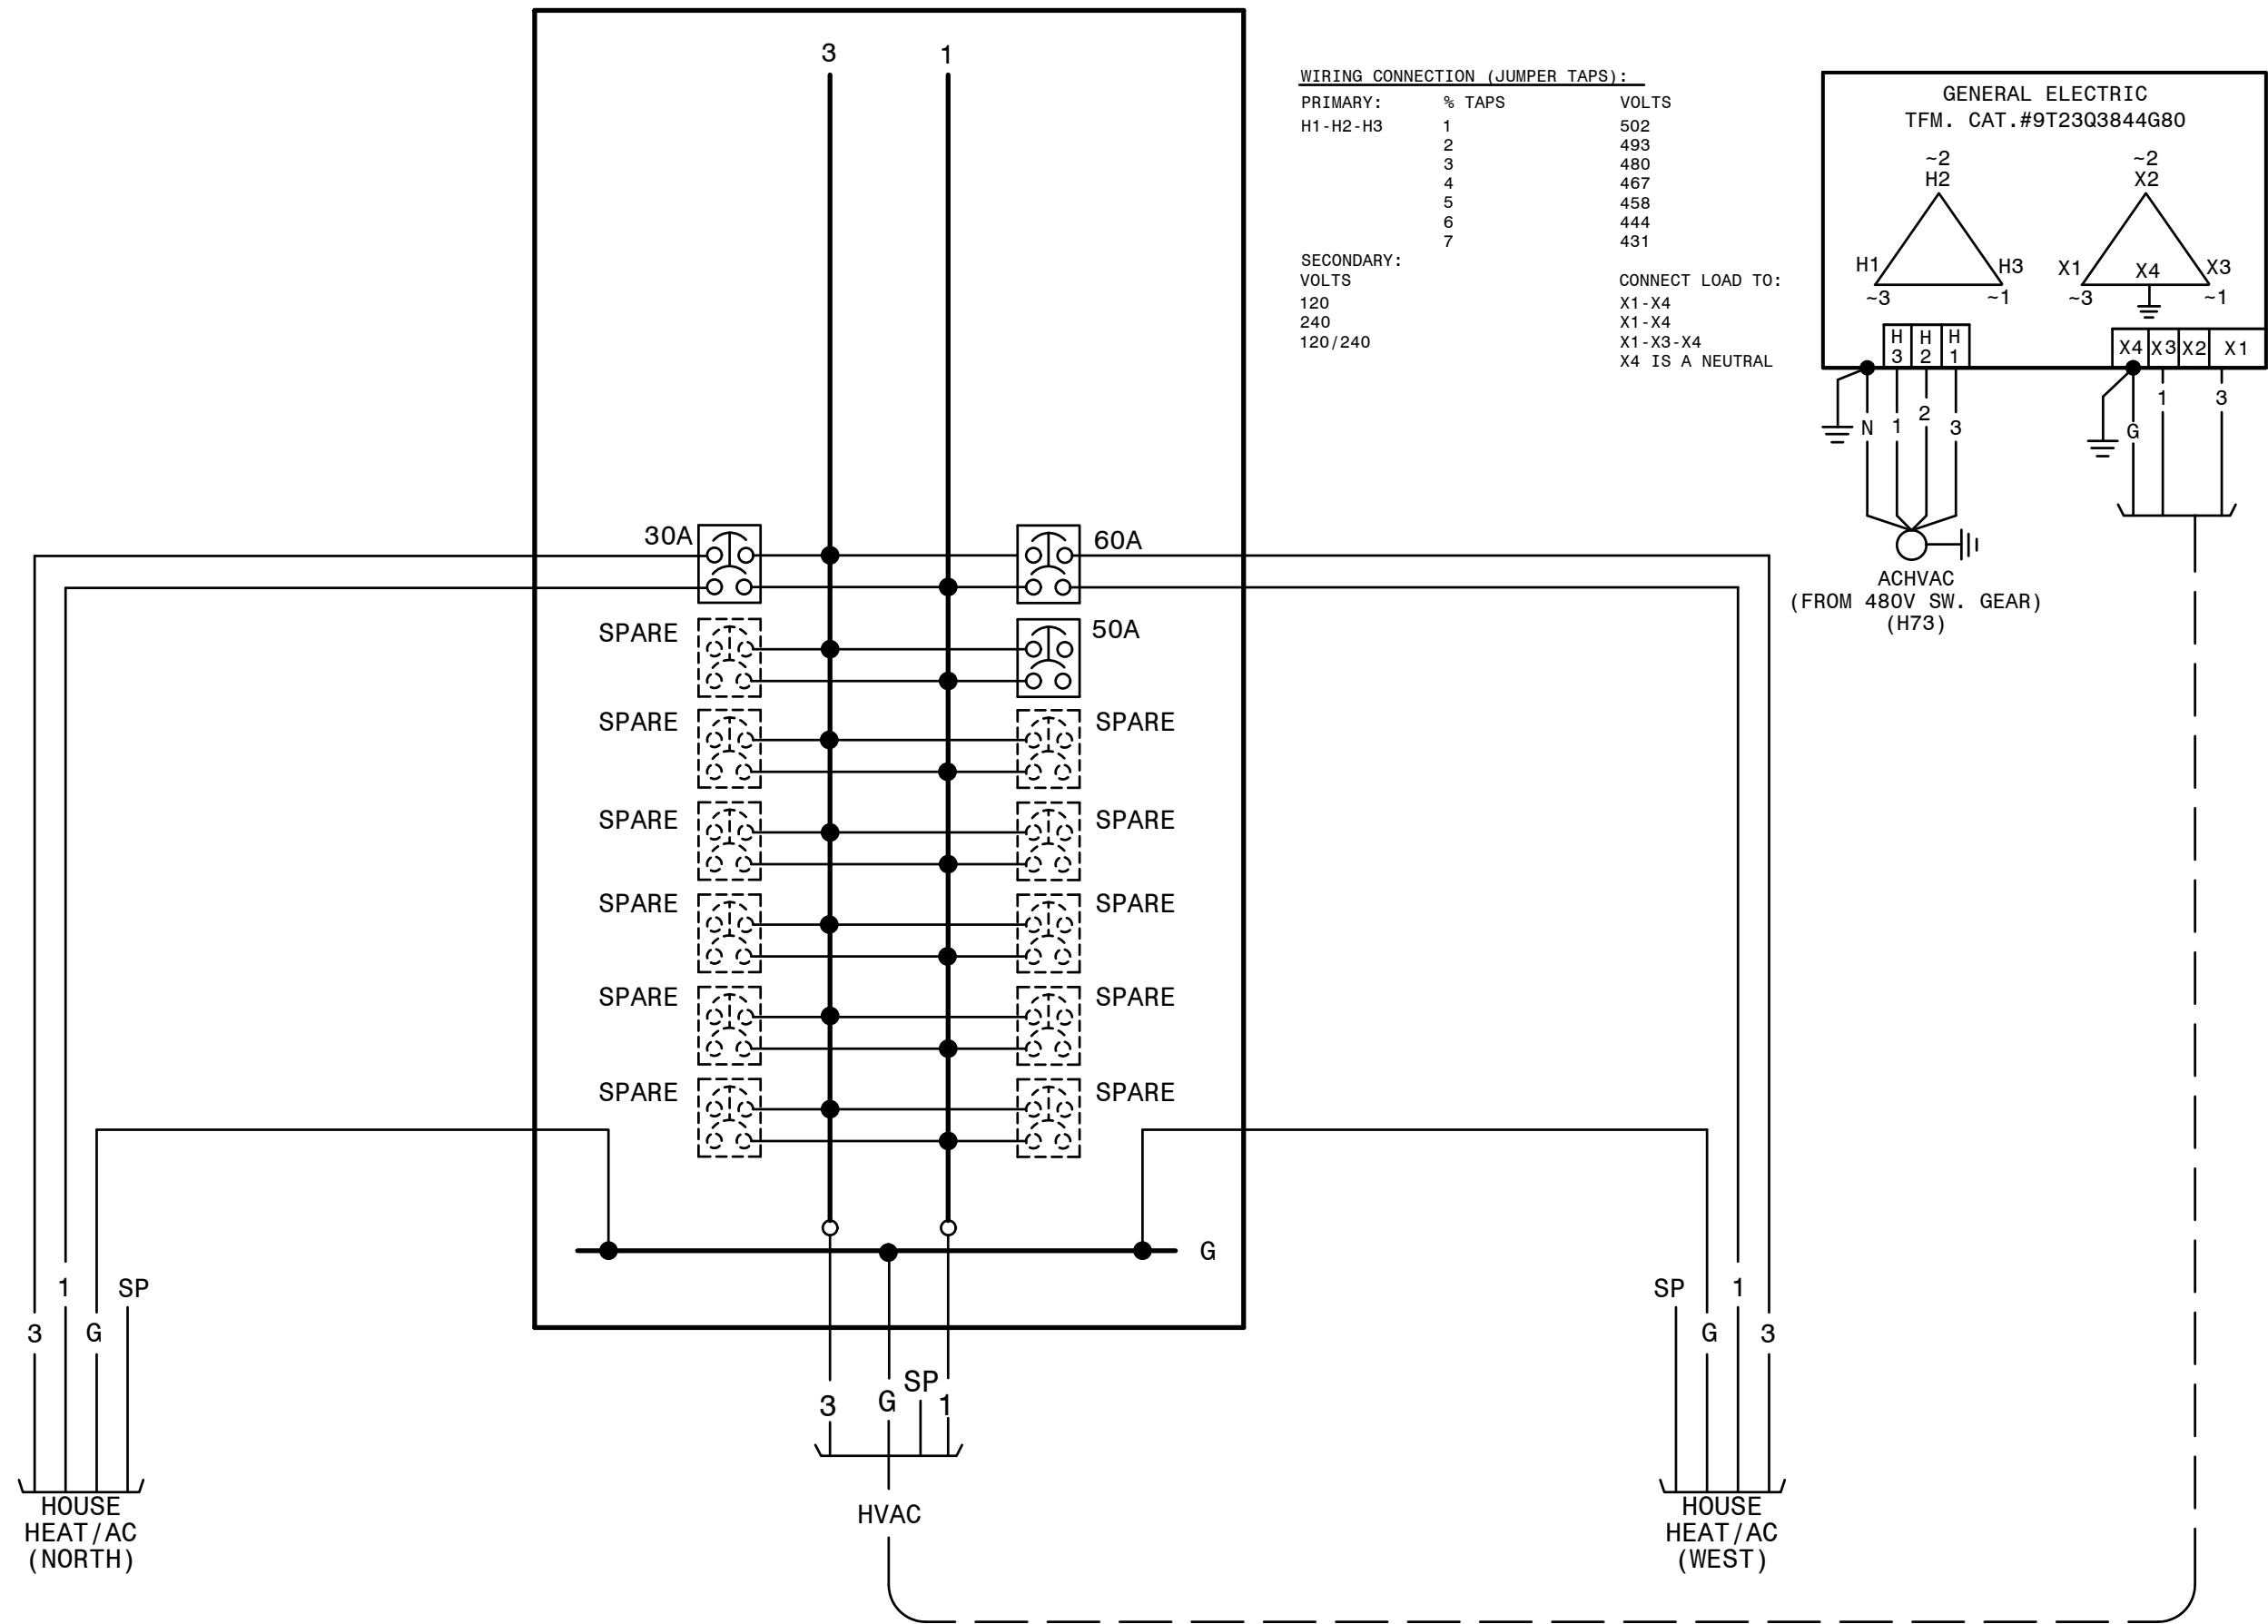 3 1
WIRING CONNECTION (JUMPER TAPS):
PRIMARY: % TAPS VOLTS
H1-H2-H3 1 502
2 493
3 480
4 467
5 458
6 444
7 431
SECONDARY:
VOLTS CONNECT LOAD TO:
120 X1-X4
240 X1-X4
120/240 X1-X3-X4
X4 IS A NEUTRAL
GENERAL ELECTRIC
TFM. CAT.#9T23Q3844G80
~2 ~2
H2 X2
H1 H3 X1 X4 X3
~3 ~1 ~3 ~1
H3 H2 H1 X4 X3 X2 X1
N 1 2 3 G 1 3
ACHVAC
(FROM 480V SW. GEAR)
(H73)
30A 60A
SPARE 50A
SPARE SPARE
SPARE SPARE
SPARE SPARE
SPARE SPARE
SPARE SPARE
G
3 1 G SP
3 G SP 1
SP G 1 3
HVAC
HOUSE
HEAT/AC
(NORTH)
HOUSE
HEAT/AC
(WEST)